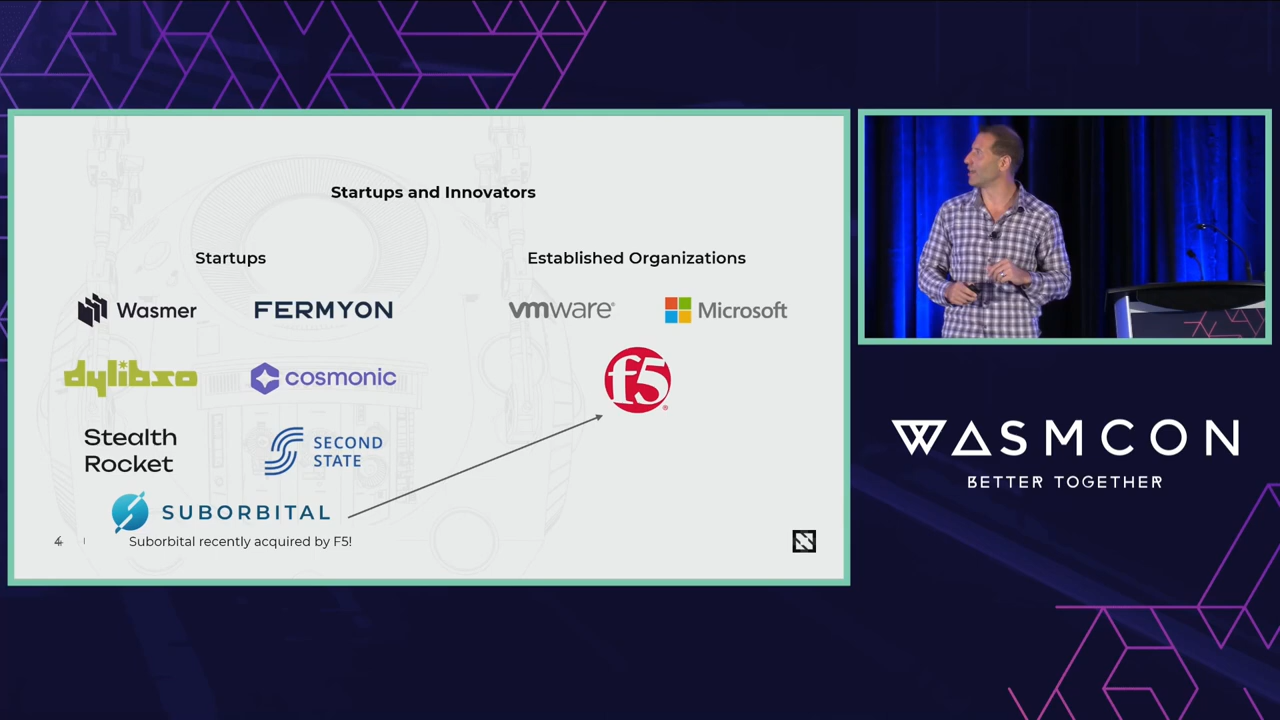 Startups and Innovators
Startups
Established Organizations
Wasmer
FERMYON
vmware®
Microsoft
dylibso
cosmonic
f5®
Stealth
Rocket
SECOND
STATE
SUBORBITAL
4
Suborbital recently acquired by F5!
WASMCON
BETTER TOGETHER